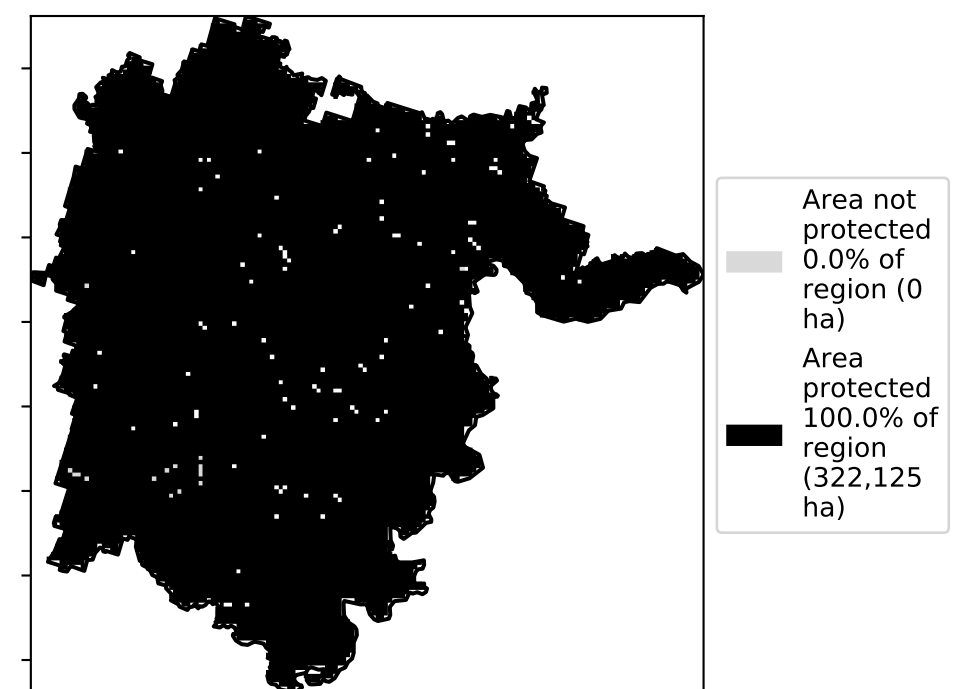 Area not
protected
0.0% of
region (0
ha)
Area
protected
100.0% of
region
(322,125
ha)